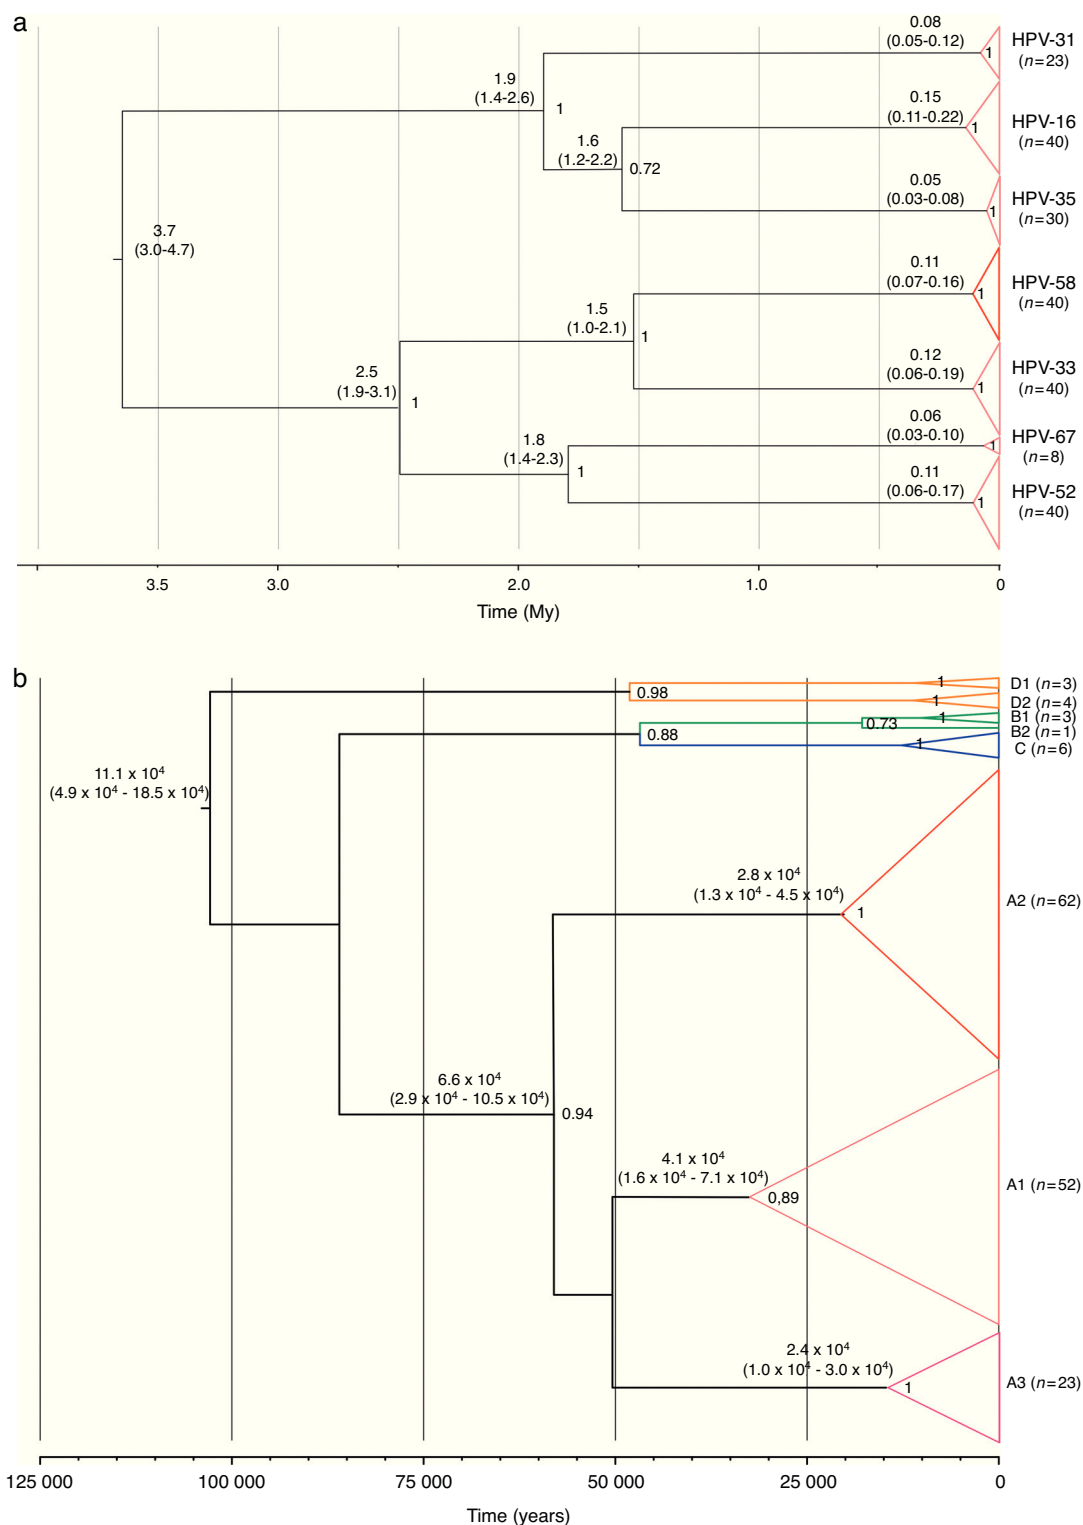 a
0.08
(0.05-0.12)
1
HPV-31
(n=23)
1.9
(1.4-2.6)
1
0.15
(0.11-0.22)
1
HPV-16
(n=40)
1.6
(1.2-2.2)
0.72
0.05
(0.03-0.08)
1
HPV-35
(n=30)
3.7
(3.0-4.7)
0.11
(0.07-0.16)
1
HPV-58
(n=40)
1.5
(1.0-2.1)
1
0.12
(0.06-0.19)
1
HPV-33
(n=40)
2.5
(1.9-3.1)
1
0.06
(0.03-0.10)
1
HPV-67
(n=8)
1.8
(1.4-2.3)
1
0.11
(0.06-0.17)
1
HPV-52
(n=40)
3.5 3.0 2.0 1.0 0
Time (My)
b
1 D1 (n=3)
0.98
1 D2 (n=4)
1 B1 (n=3)
0.73
B2 (n=1)
0.88
1 C (n=6)
11.1 x 10⁴
(4.9 x 10⁴ - 18.5 x 10⁴)
2.8 x 10⁴
(1.3 x 10⁴ - 4.5 x 10⁴)
1
A2 (n=62)
6.6 x 10⁴
(2.9 x 10⁴ - 10.5 x 10⁴)
0.94
4.1 x 10⁴
(1.6 x 10⁴ - 7.1 x 10⁴)
0,89
A1 (n=52)
2.4 x 10⁴
(1.0 x 10⁴ - 3.0 x 10⁴)
1
A3 (n=23)
125 000 100 000 75 000 50 000 25 000 0
Time (years)